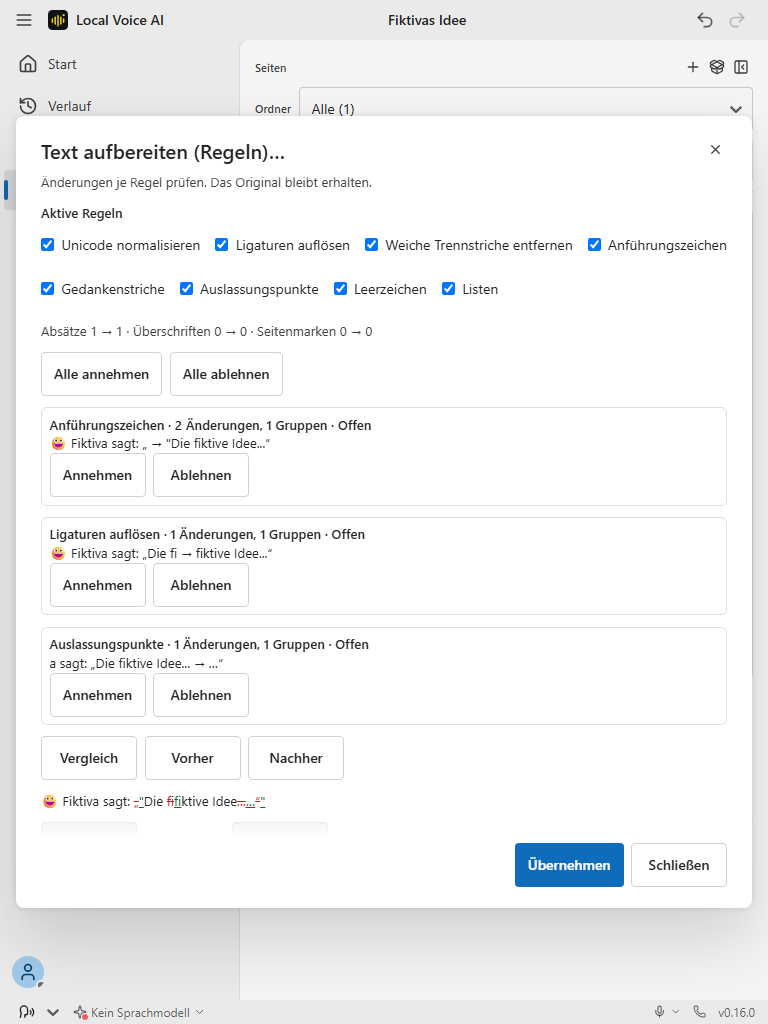 Local Voice AI
Fiktivas Idee
Start
Seiten
Verlauf
Ordner
Alle (1)
Text aufbereiten (Regeln)...
Änderungen je Regel prüfen. Das Original bleibt erhalten.
Aktive Regeln
Unicode normalisieren
Ligaturen auflösen
Weiche Trennstriche entfernen
Anführungszeichen
Gedankenstriche
Auslassungspunkte
Leerzeichen
Listen
Absätze 1 → 1 · Überschriften 0 → 0 · Seitenmarken 0 → 0
Alle annehmen
Alle ablehnen
Anführungszeichen · 2 Änderungen, 1 Gruppen · Offen
😀 Fiktiva sagt: „ → "Die fiktive Idee...“
Annehmen
Ablehnen
Ligaturen auflösen · 1 Änderungen, 1 Gruppen · Offen
😀 Fiktiva sagt: „Die fi → fiktive Idee...“
Annehmen
Ablehnen
Auslassungspunkte · 1 Änderungen, 1 Gruppen · Offen
a sagt: „Die fiktive Idee... → …“
Annehmen
Ablehnen
Vergleich
Vorher
Nachher
😀 Fiktiva sagt: „"Die fifiktive Idee...…“"
Übernehmen
Schließen
Kein Sprachmodell
v0.16.0